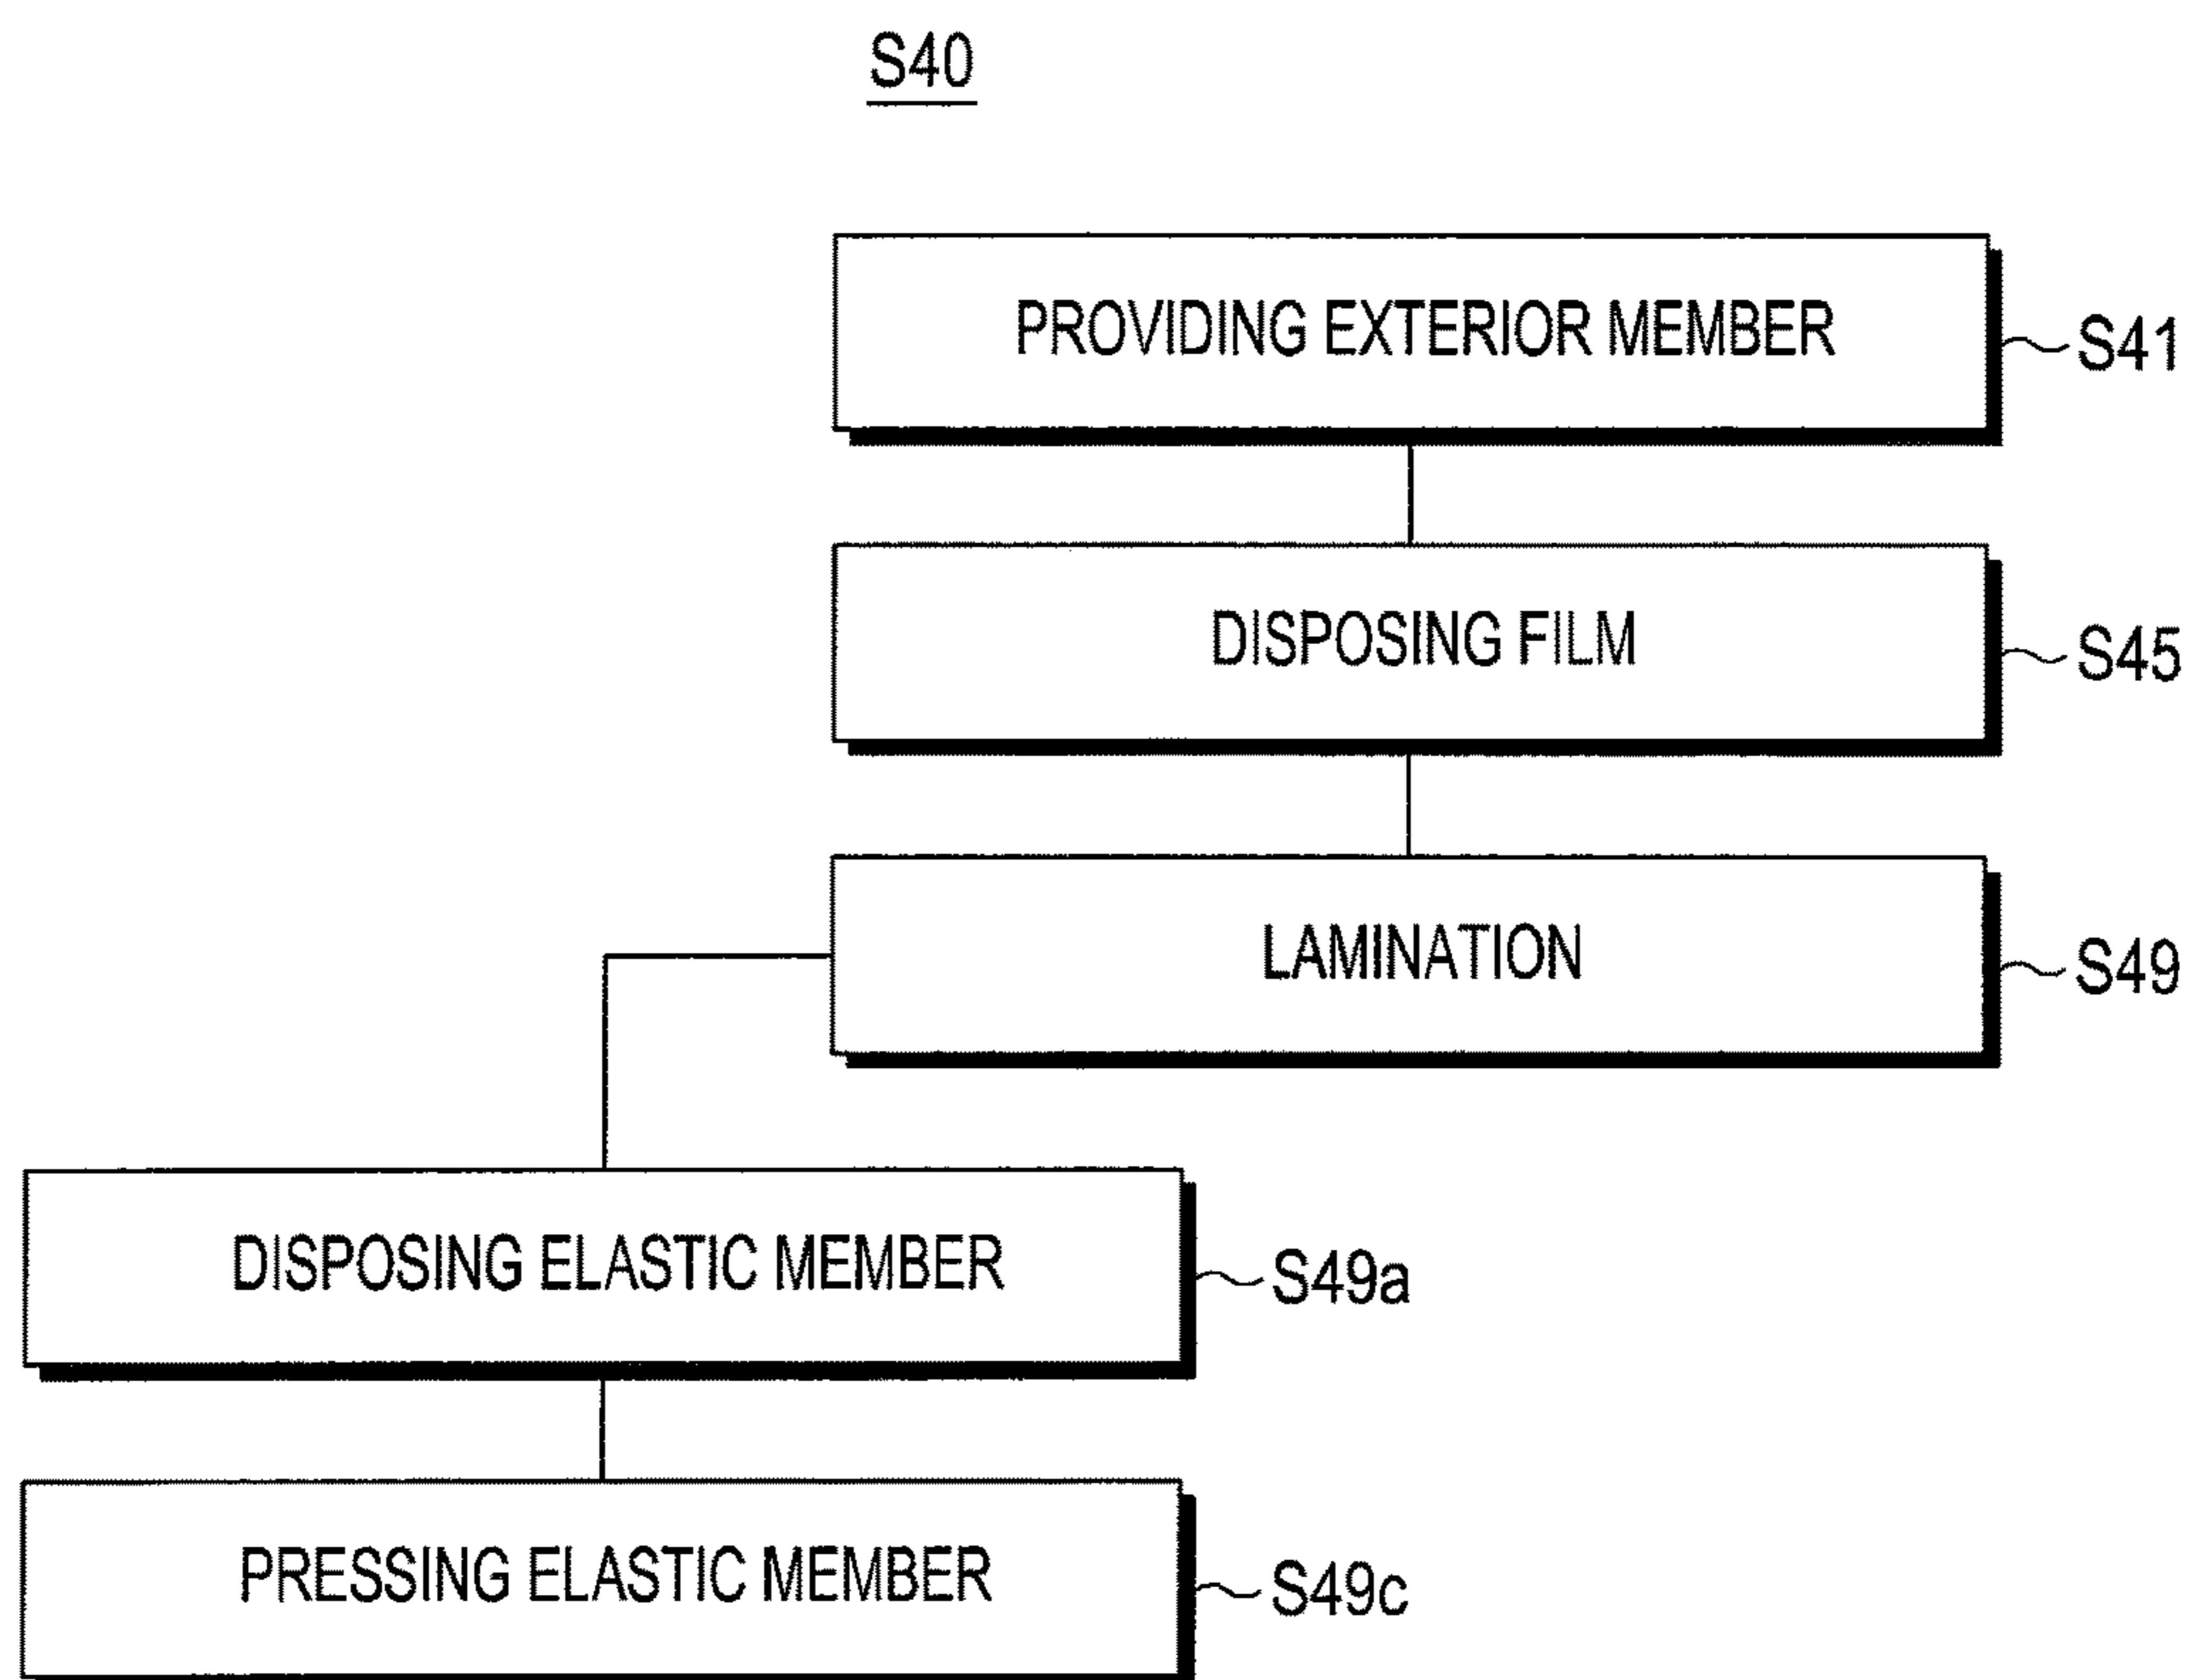 S40
PROVIDING EXTERIOR MEMBER
S41
DISPOSING FILM
S45
LAMINATION
S49
DISPOSING ELASTIC MEMBER
S49a
PRESSING ELASTIC MEMBER
S49c